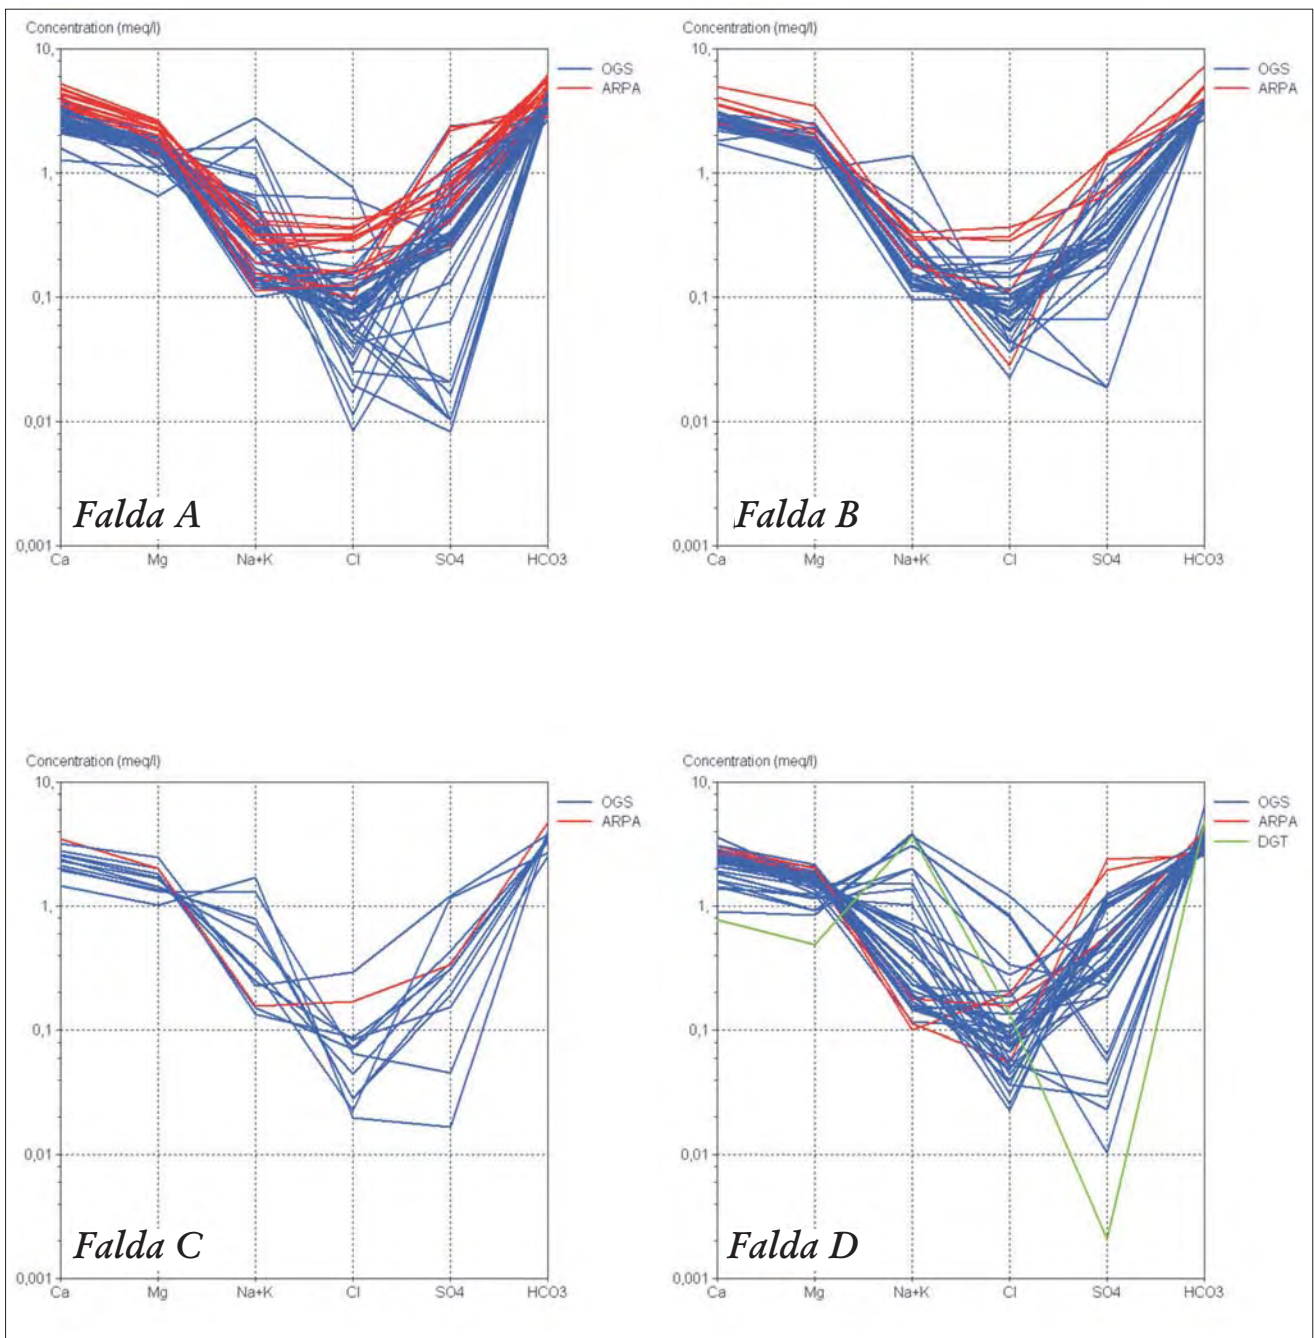 Concentration (meq/l)
10,
1,
0,1
0,01
0,001
Ca Mg Na+K Cl SO4 HCO3
OGS
ARPA
Falda A
Concentration (meq/l)
10,
1,
0,1
0,01
0,001
Ca Mg Na+K Cl SO4 HCO3
OGS
ARPA
Falda B
Concentration (meq/l)
10,
1,
0,1
0,01
0,001
Ca Mg Na+K Cl SO4 HCO3
OGS
ARPA
Falda C
Concentration (meq/l)
10,
1,
0,1
0,01
0,001
Ca Mg Na+K Cl SO4 HCO3
OGS
ARPA
DGT
Falda D